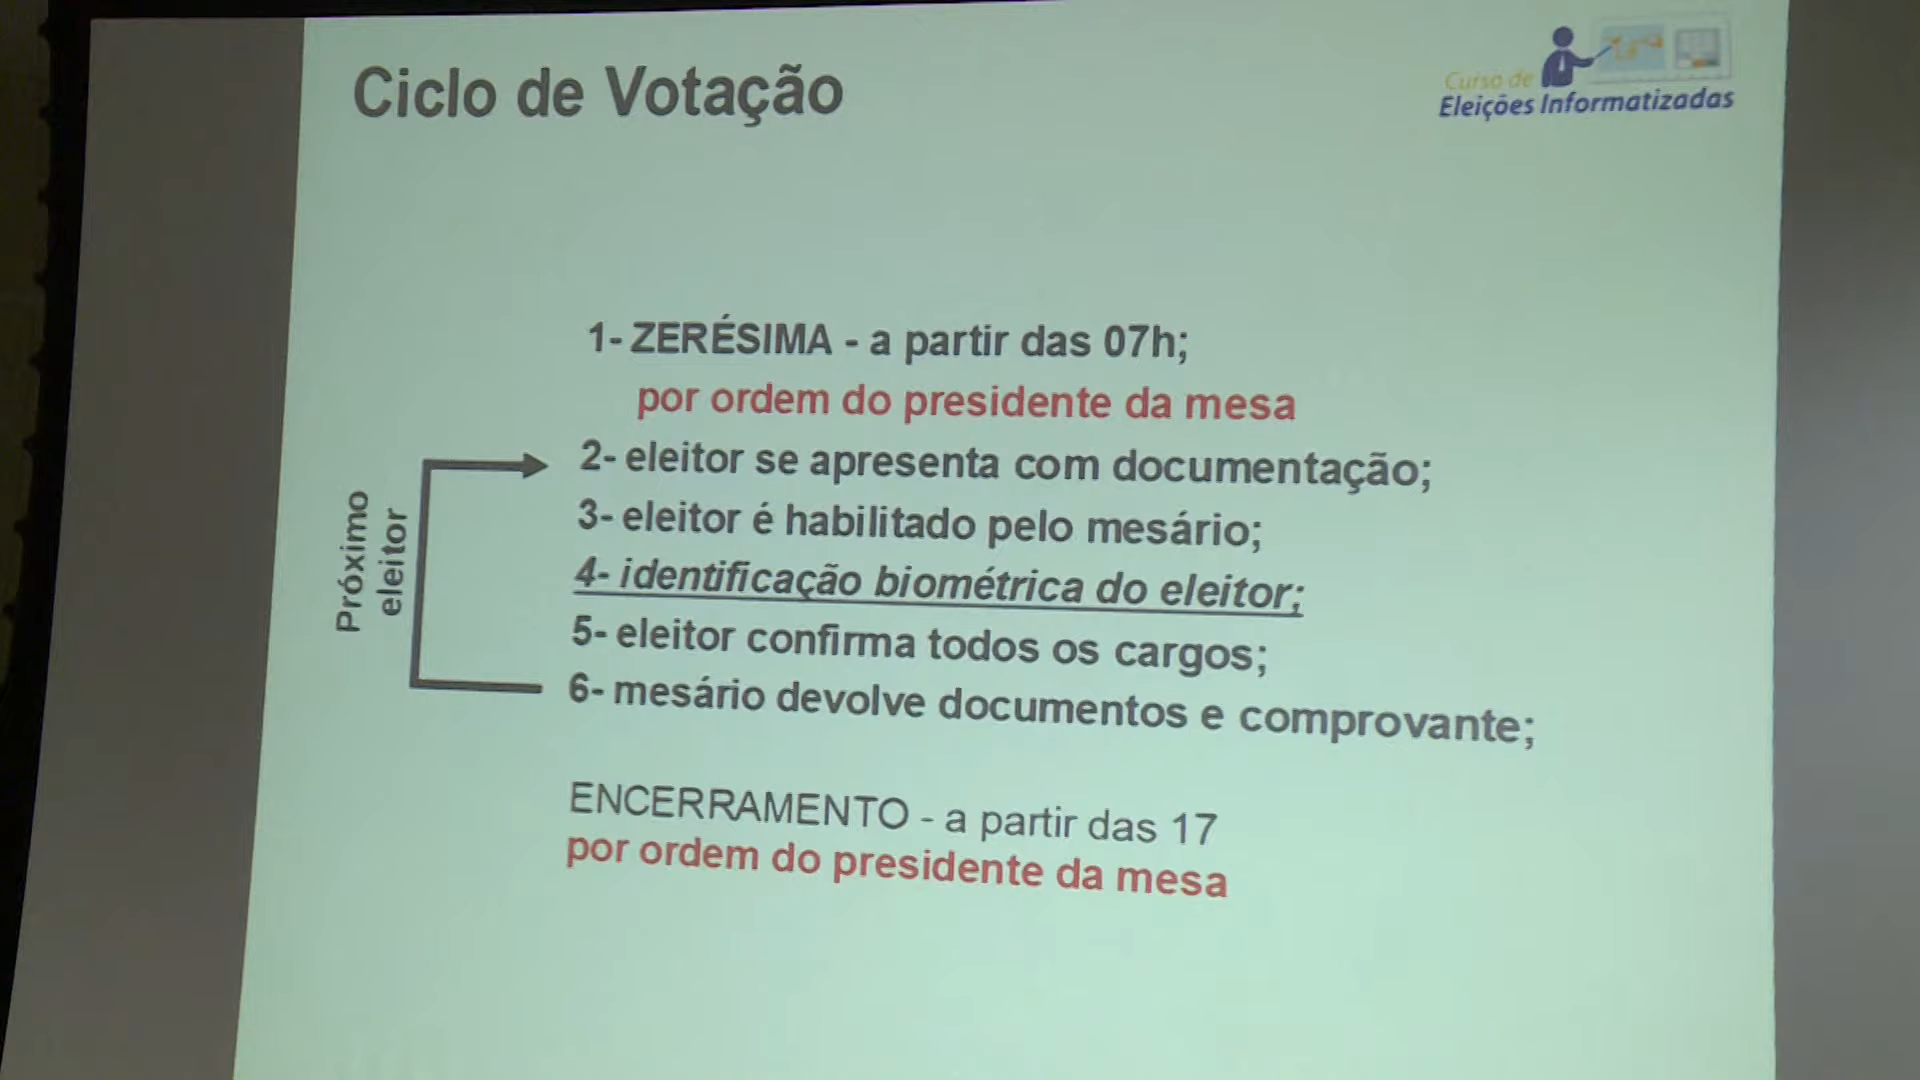 Ciclo de Votação
Curso de
Eleições Informatizadas
1- ZERÉSIMA - a partir das 07h;
por ordem do presidente da mesa
2- eleitor se apresenta com documentação;
3- eleitor é habilitado pelo mesário;
4- identificação biométrica do eleitor;
5- eleitor confirma todos os cargos;
6- mesário devolve documentos e comprovante;
Próximo
eleitor
ENCERRAMENTO - a partir das 17
por ordem do presidente da mesa